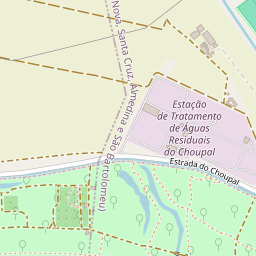 Nova, Santa Cruz, Almedina e São Bartolomeu)
Estação
de Tratamento
de Águas
Residuais
do Choupal
Estrada do Choupal